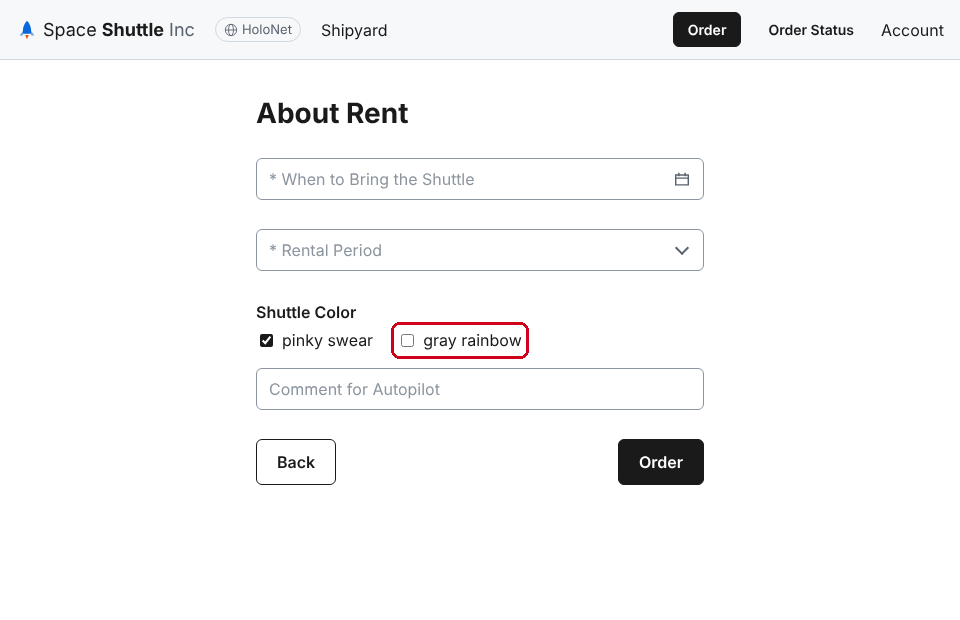 Space Shuttle Inc
HoloNet
Shipyard
Order
Order Status
Account
About Rent
* When to Bring the Shuttle
* Rental Period
Shuttle Color
pinky swear
gray rainbow
Comment for Autopilot
Back
Order